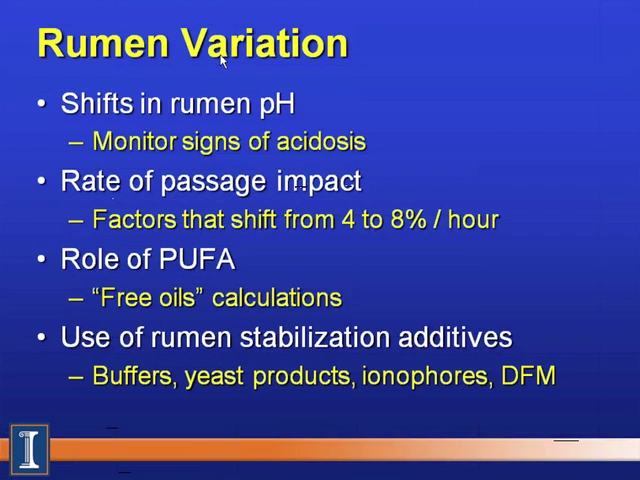 Rumen Variation
• Shifts in rumen pH
– Monitor signs of acidosis
• Rate of passage impact
– Factors that shift from 4 to 8% / hour
• Role of PUFA
– “Free oils” calculations
• Use of rumen stabilization additives
– Buffers, yeast products, ionophores, DFM
I